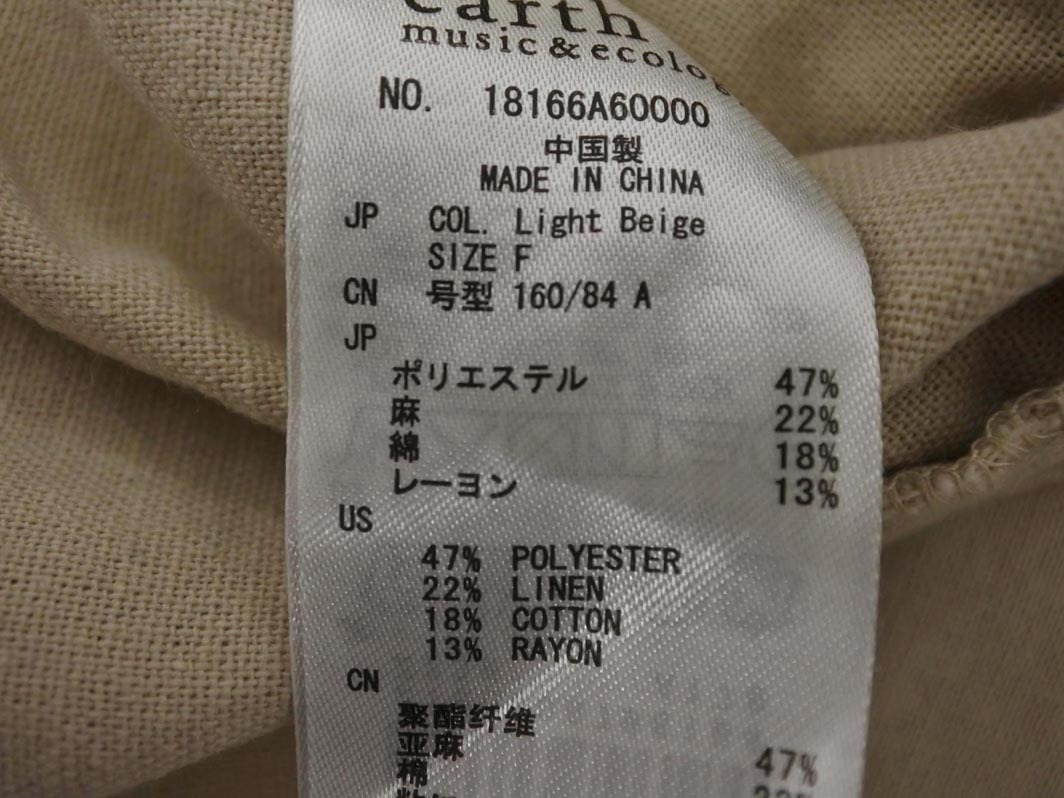 earth
music&ecology
NO. 18166A60000
中国製
MADE IN CHINA
JP COL. Light Beige
SIZE F
CN 号型 160/84 A
JP
ポリエステル 47%
麻 22%
綿 18%
レーヨン 13%
US
47% POLYESTER
22% LINEN
18% COTTON
13% RAYON
CN
聚酯纤维 47%
亚麻
棉